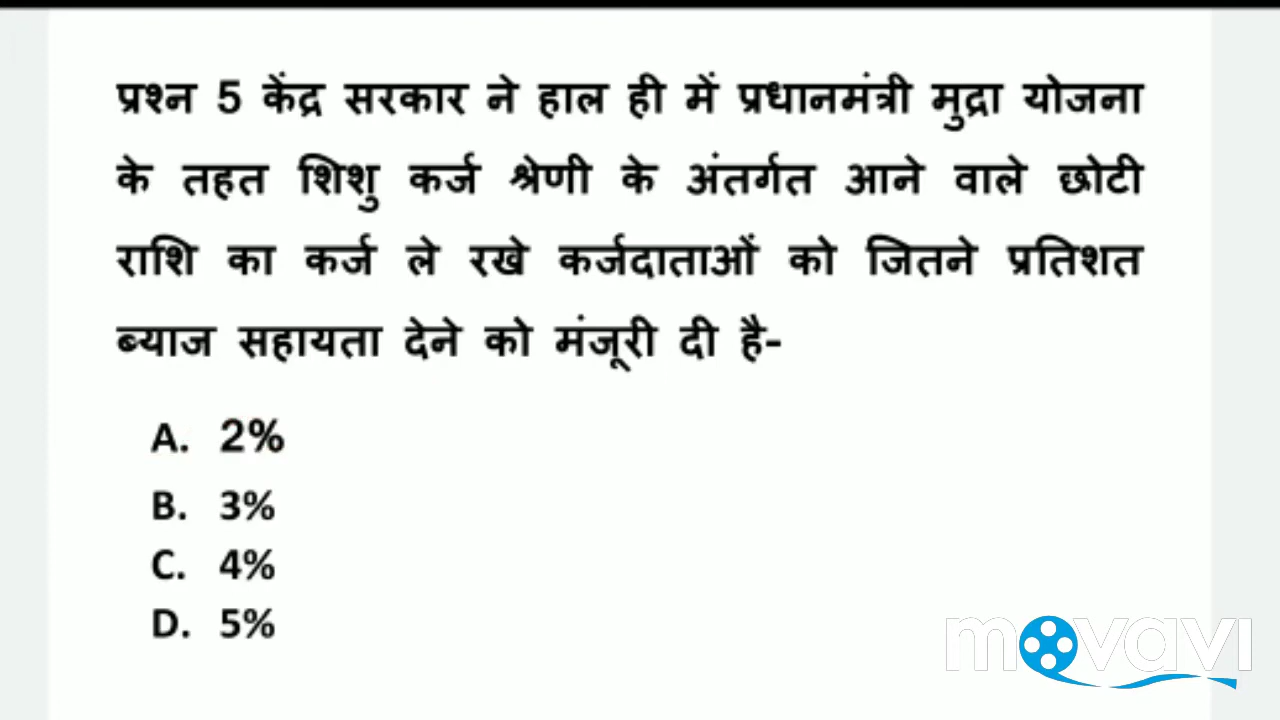 प्रश्न 5 केंद्र सरकार ने हाल ही में प्रधानमंत्री मुद्रा योजना
के तहत शिशु कर्ज श्रेणी के अंतर्गत आने वाले छोटी
राशि का कर्ज ले रखे कर्जदाताओं को जितने प्रतिशत
ब्याज सहायता देने को मंजूरी दी है-
A. 2%
B. 3%
C. 4%
D. 5%
movavi